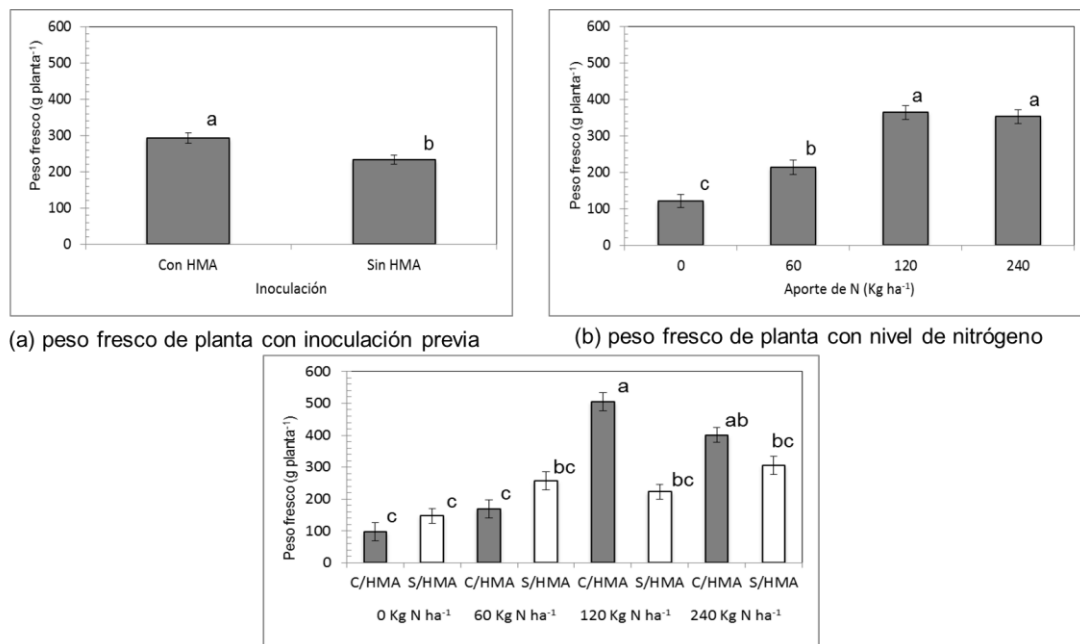 600
500
400
300
200
100
0
Peso fresco (g planta⁻¹)
a
b
Con HMA
Sin HMA
Inoculación
(a) peso fresco de planta con inoculación previa
600
500
400
300
200
100
0
Peso fresco (g planta⁻¹)
c
b
a
a
0
60
120
240
Aporte de N (Kg ha⁻¹)
(b) peso fresco de planta con nivel de nitrógeno
600
500
400
300
200
100
0
Peso fresco (g planta⁻¹)
c
c
c
bc
a
bc
ab
bc
C/HMA S/HMA C/HMA S/HMA C/HMA S/HMA C/HMA S/HMA
0 Kg N ha⁻¹ 60 Kg N ha⁻¹ 120 Kg N ha⁻¹ 240 Kg N ha⁻¹